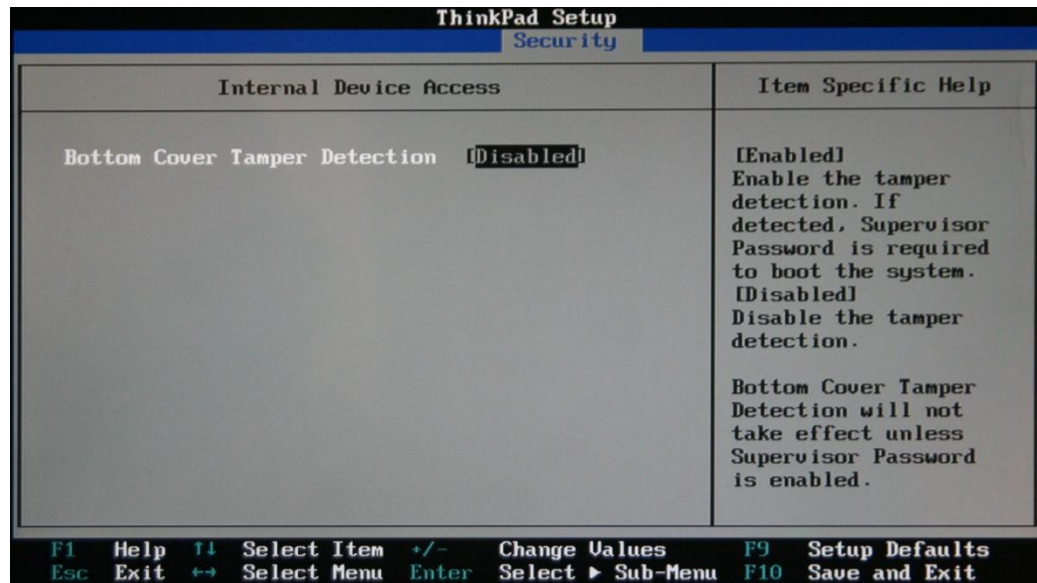 ThinkPad Setup
Security
Internal Device Access
Item Specific Help
Bottom Cover Tamper Detection [Disabled]
[Enabled]
Enable the tamper
detection. If
detected, Supervisor
Password is required
to boot the system.
[Disabled]
Disable the tamper
detection.
Bottom Cover Tamper
Detection will not
take effect unless
Supervisor Password
is enabled.
F1 Help ↑↓ Select Item +/- Change Values F9 Setup Defaults
Esc Exit ←→ Select Menu Enter Select ▶ Sub-Menu F10 Save and Exit